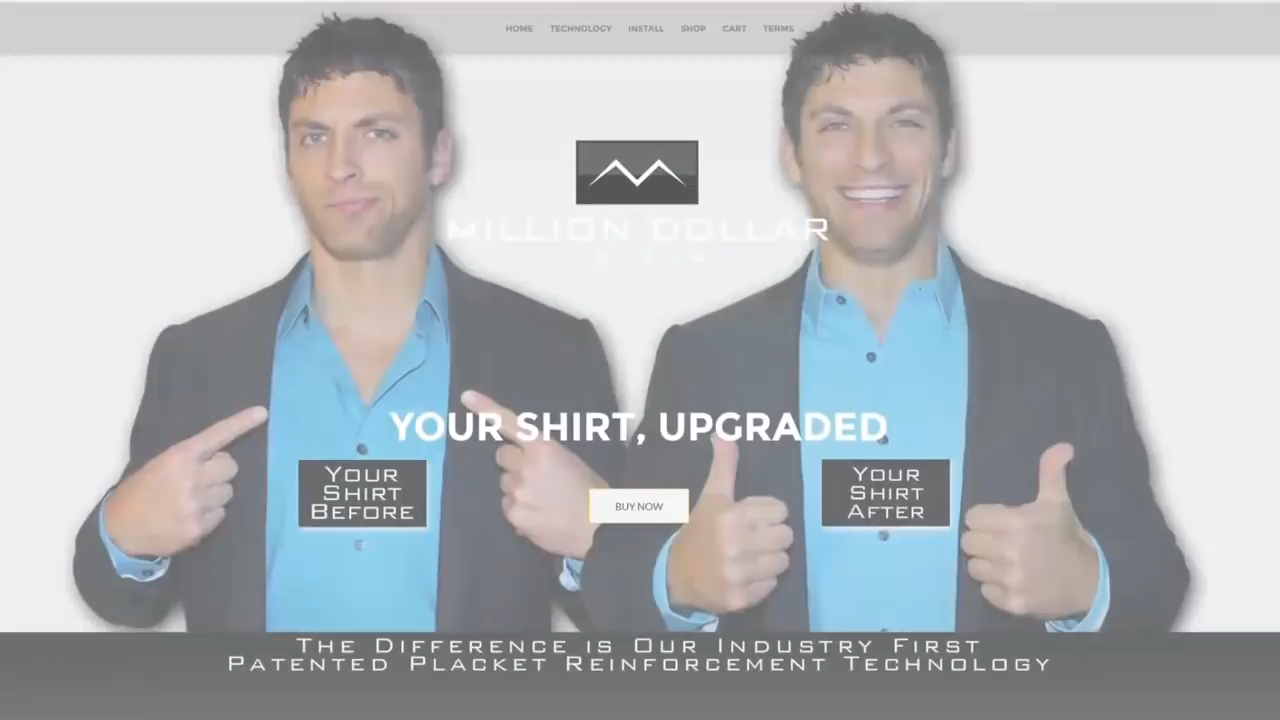 HOME TECHNOLOGY INSTALL SHOP CART TERMS
MILLION DOLLAR
YOUR SHIRT, UPGRADED
YOUR
SHIRT
BEFORE
YOUR
SHIRT
AFTER
BUY NOW
THE DIFFERENCE IS OUR INDUSTRY FIRST
PATENTED PLACKET REINFORCEMENT TECHNOLOGY